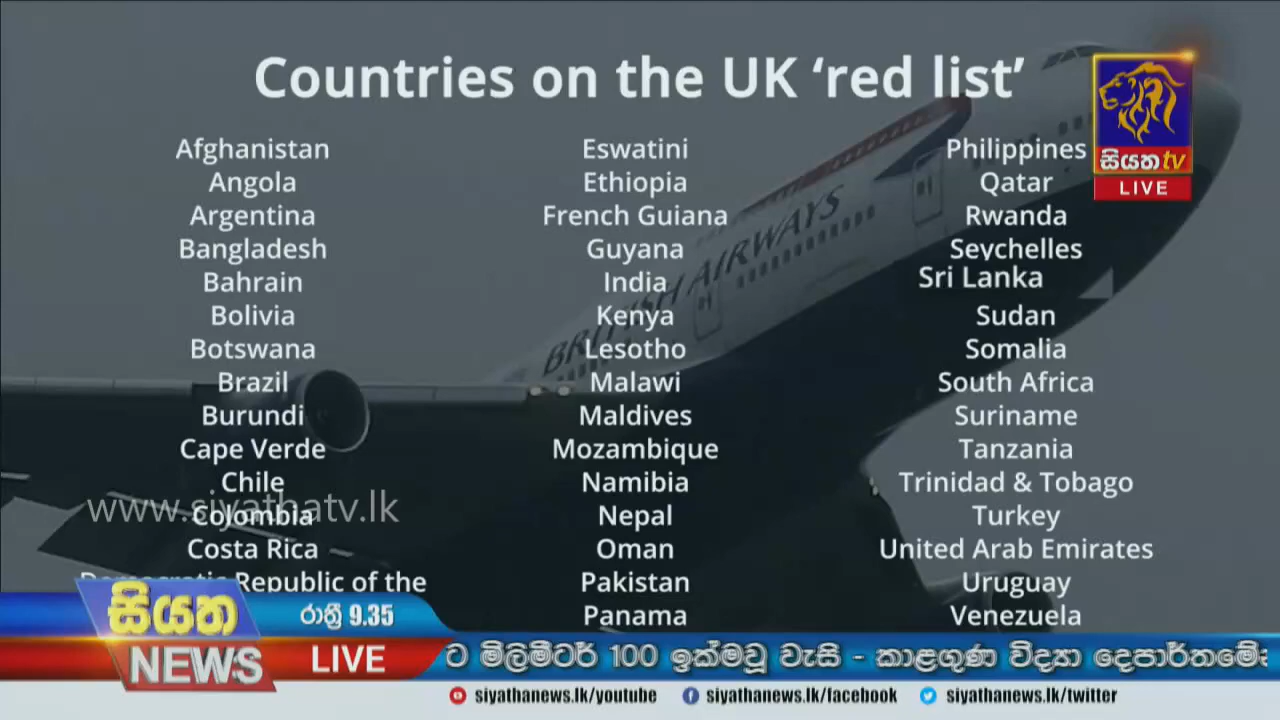 Countries on the UK ‘red list’
Afghanistan
Angola
Argentina
Bangladesh
Bahrain
Bolivia
Botswana
Brazil
Burundi
Cape Verde
Chile
Colombia
Costa Rica
Democratic Republic of the
Eswatini
Ethiopia
French Guiana
Guyana
India
Kenya
Lesotho
Malawi
Maldives
Mozambique
Namibia
Nepal
Oman
Pakistan
Panama
Philippines
Qatar
Rwanda
Seychelles
Sri Lanka
Sudan
Somalia
South Africa
Suriname
Tanzania
Trinidad & Tobago
Turkey
United Arab Emirates
Uruguay
Venezuela
BRITISH AIRWAYS
සියත tv
LIVE
www.siyathatv.lk
සියත
NEWS
රාත්‍රී 9.35
LIVE
ට මිලිමීටර් 100 ඉක්මවූ වැසි - කාළගුණ විද්‍යා දෙපාර්තමේ
siyathanews.lk/youtube
siyathanews.lk/facebook
siyathanews.lk/twitter